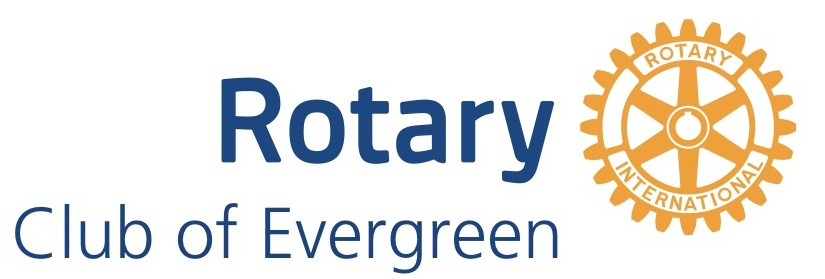 Rotary
Club of Evergreen
ROTARY
INTERNATIONAL